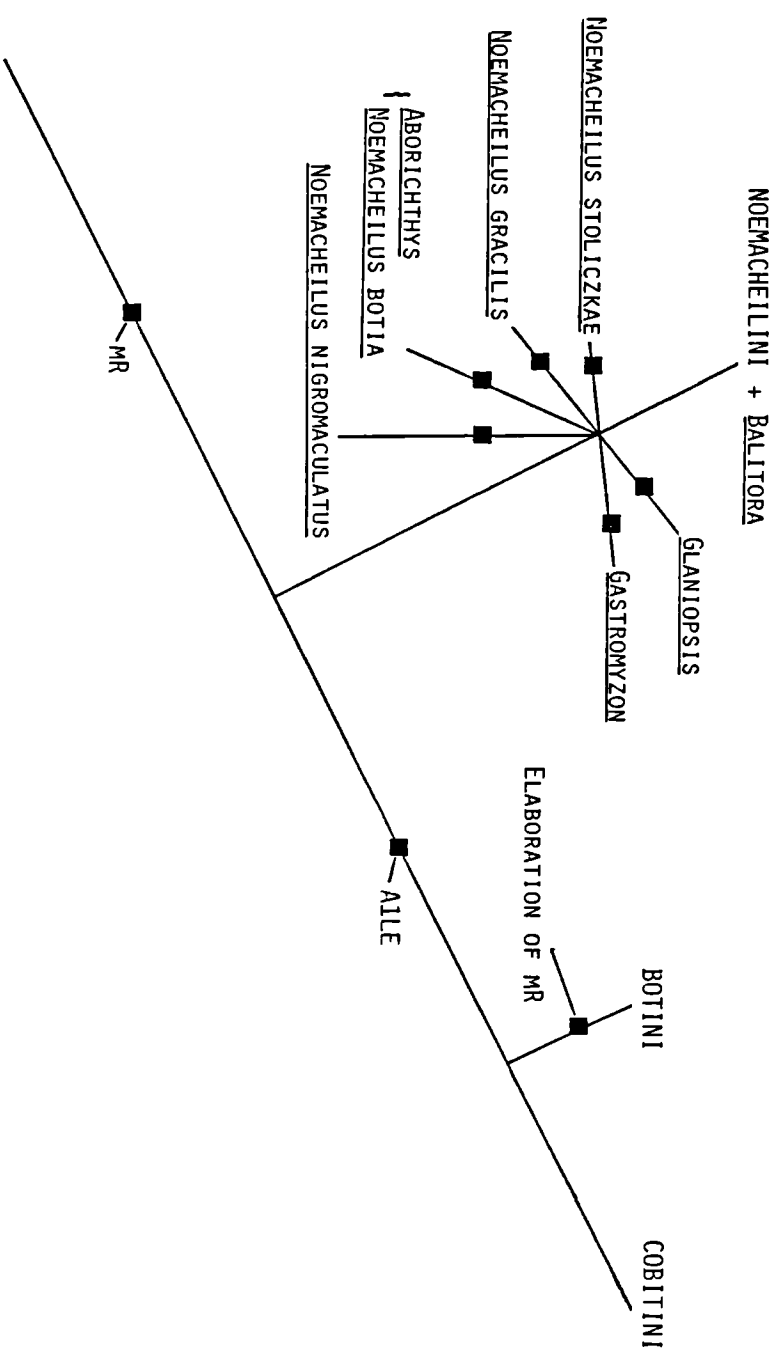 NOEMACHEILINI + BALITORA
NOEMACHEILUS STOLICZKAE
NOEMACHEILUS GRACILIS
{ ABORICHTHYS
NOEMACHEILUS BOTIA
NOEMACHEILUS NIGROMACULATUS
GLANIOPSIS
GASTROMYZON
MR
AILE
ELABORATION OF MR
BOTINI
COBITINI